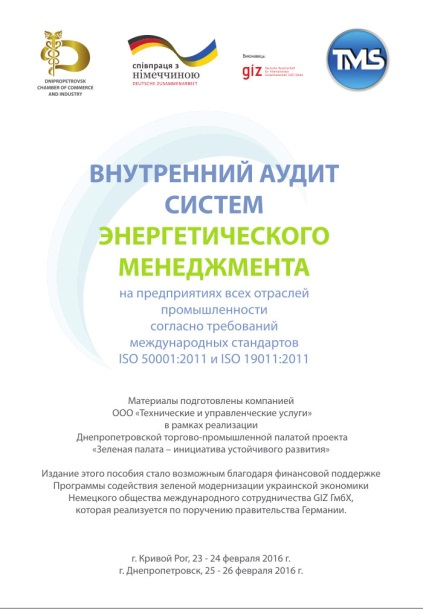 DNIPROPETROVSK
CHAMBER OF COMMERCE
AND INDUSTRY
співпраця з
німеччиною
DEUTSCHE ZUSAMMENARBEIT
Виконавець:
giz
TMS
ВНУТРЕННИЙ АУДИТ
СИСТЕМ
ЭНЕРГЕТИЧЕСКОГО
МЕНЕДЖМЕНТА
на предприятиях всех отраслей
промышленности
согласно требований
международных стандартов
ISO 50001:2011 и ISO 19011:2011
Материалы подготовлены компанией
ООО «Технические и управленческие услуги»
в рамках реализации
Днепропетровской торгово-промышленной палатой проекта
«Зеленая палата – инициатива устойчивого развития»
Издание этого пособия стало возможным благодаря финансовой поддержке
Программы содействия зеленой модернизации украинской экономики
Немецкого общества международного сотрудничества GIZ ГмбХ,
которая реализуется по поручению правительства Германии.
г. Кривой Рог, 23 - 24 февраля 2016 г.
г. Днепропетровск, 25 - 26 февраля 2016 г.